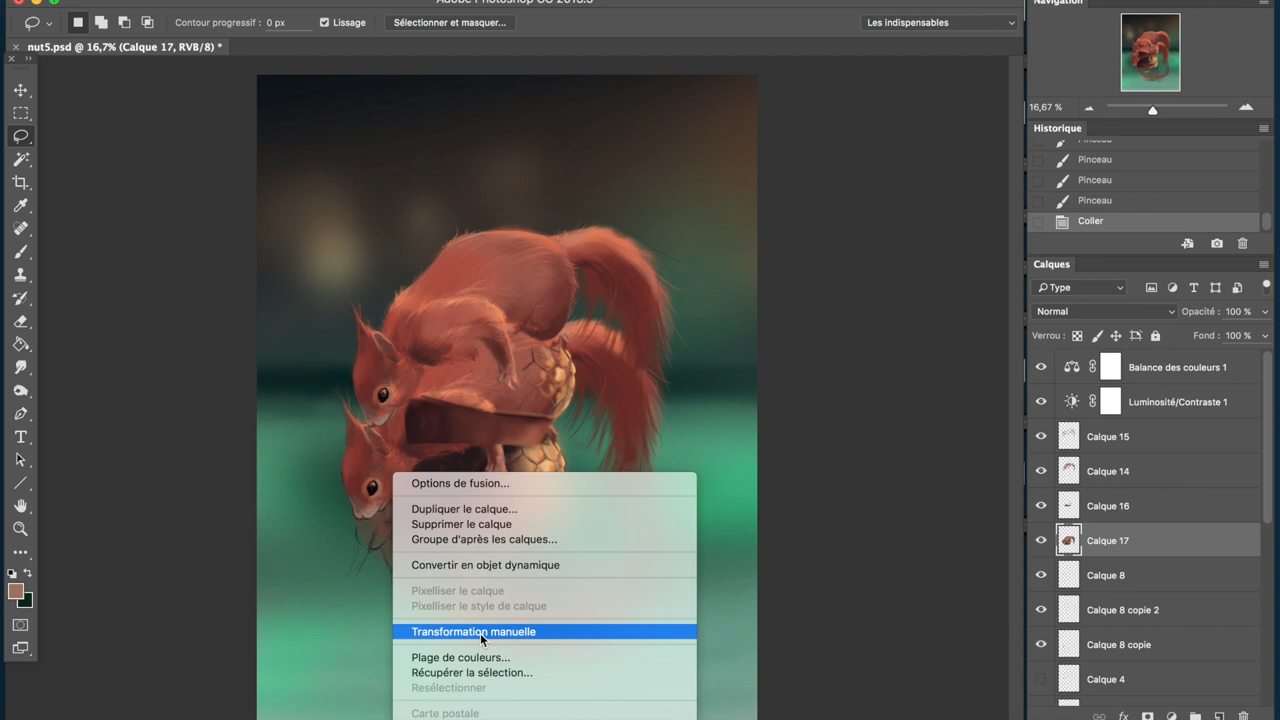 Adobe Photoshop CC 2018.3
Navigation
Contour progressif : 0 px
Lissage
Sélectionner et masquer...
Les indispensables
× nut5.psd @ 16,7% (Calque 17, RVB/8) *
16,67 %
Historique
Pinceau
Pinceau
Pinceau
Pinceau
Coller
Calques
Type
Normal
Opacité : 100 %
Verrou :
Fond : 100 %
Balance des couleurs 1
Luminosité/Contraste 1
Calque 15
Calque 14
Calque 16
Calque 17
Calque 8
Calque 8 copie 2
Calque 8 copie
Calque 4
Options de fusion...
Dupliquer le calque...
Supprimer le calque
Groupe d'après les calques...
Convertir en objet dynamique
Pixelliser le calque
Pixelliser le style de calque
Transformation manuelle
Plage de couleurs...
Récupérer la sélection...
Resélectionner
Carte postale